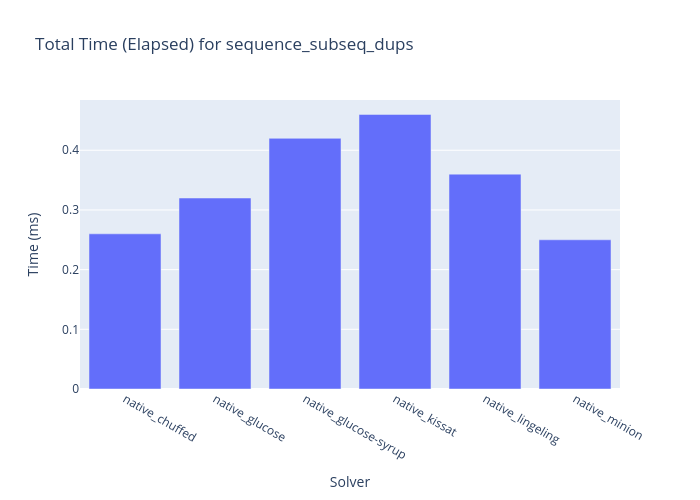 Total Time (Elapsed) for sequence_subseq_dups
0.4
0.3
0.2
0.1
0
Time (ms)
native_chuffed
native_glucose
native_glucose-syrup
native_kissat
native_lingeling
native_minion
Solver